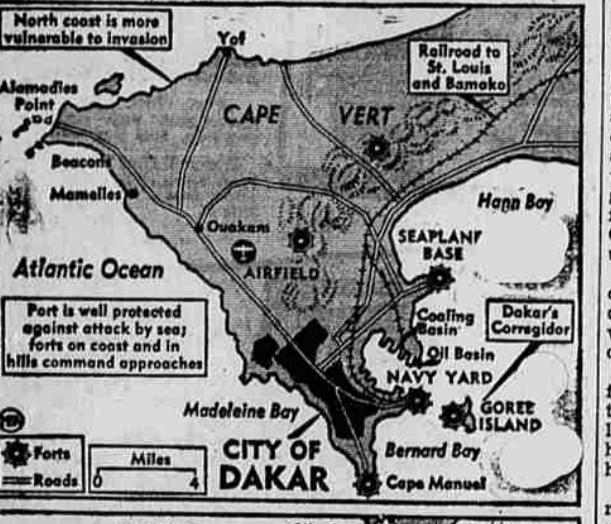 North coast is more
vulnerable to invasion
Yof
Railroad to
St. Louis
and Bamako
Alamadies
Point
CAPE VERT
Beacons
Mamelles
Hann Bay
Ouakam
SEAPLANE
BASE
Atlantic Ocean
AIRFIELD
Port is well protected
against attack by sea;
forts on coast and in
hills command approaches
Coaling
Basin
Dakar's
Corregidor
Oil Basin
NAVY YARD
GOREE
ISLAND
Madeleine Bay
CITY OF
DAKAR
Bernard Bay
Cape Manuel
Forts
Roads
Miles
0 4